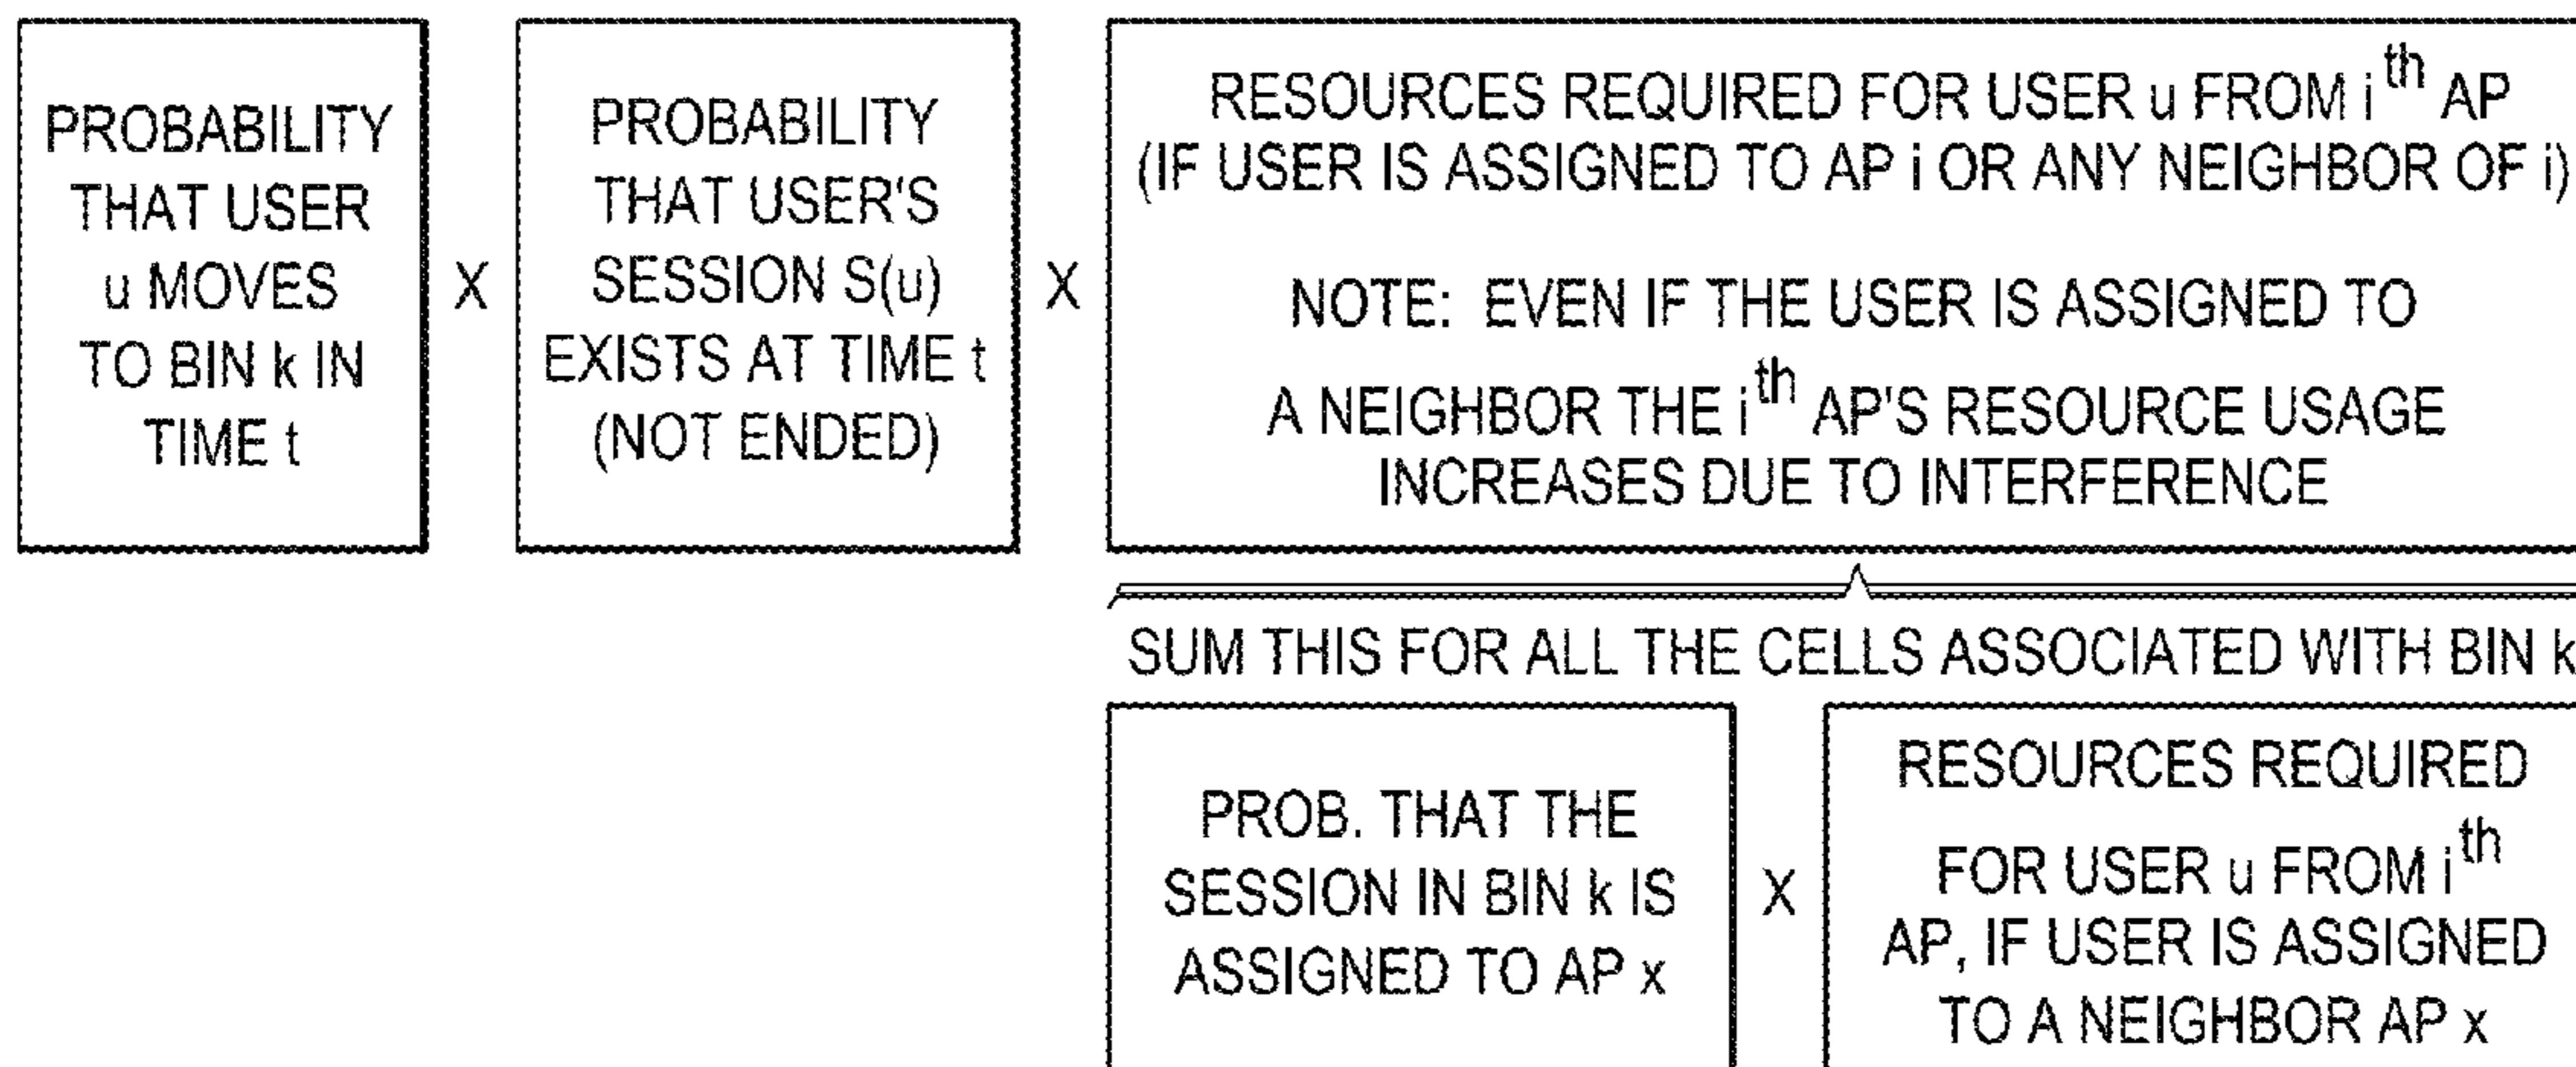 PROBABILITY
THAT USER
u MOVES
TO BIN k IN
TIME t
X
PROBABILITY
THAT USER'S
SESSION S(u)
EXISTS AT TIME t
(NOT ENDED)
X
RESOURCES REQUIRED FOR USER u FROM i th AP
(IF USER IS ASSIGNED TO AP i OR ANY NEIGHBOR OF i)
NOTE: EVEN IF THE USER IS ASSIGNED TO
A NEIGHBOR THE i th AP'S RESOURCE USAGE
INCREASES DUE TO INTERFERENCE
SUM THIS FOR ALL THE CELLS ASSOCIATED WITH BIN k
PROB. THAT THE
SESSION IN BIN k IS
ASSIGNED TO AP x
X
RESOURCES REQUIRED
FOR USER u FROM i th
AP, IF USER IS ASSIGNED
TO A NEIGHBOR AP x